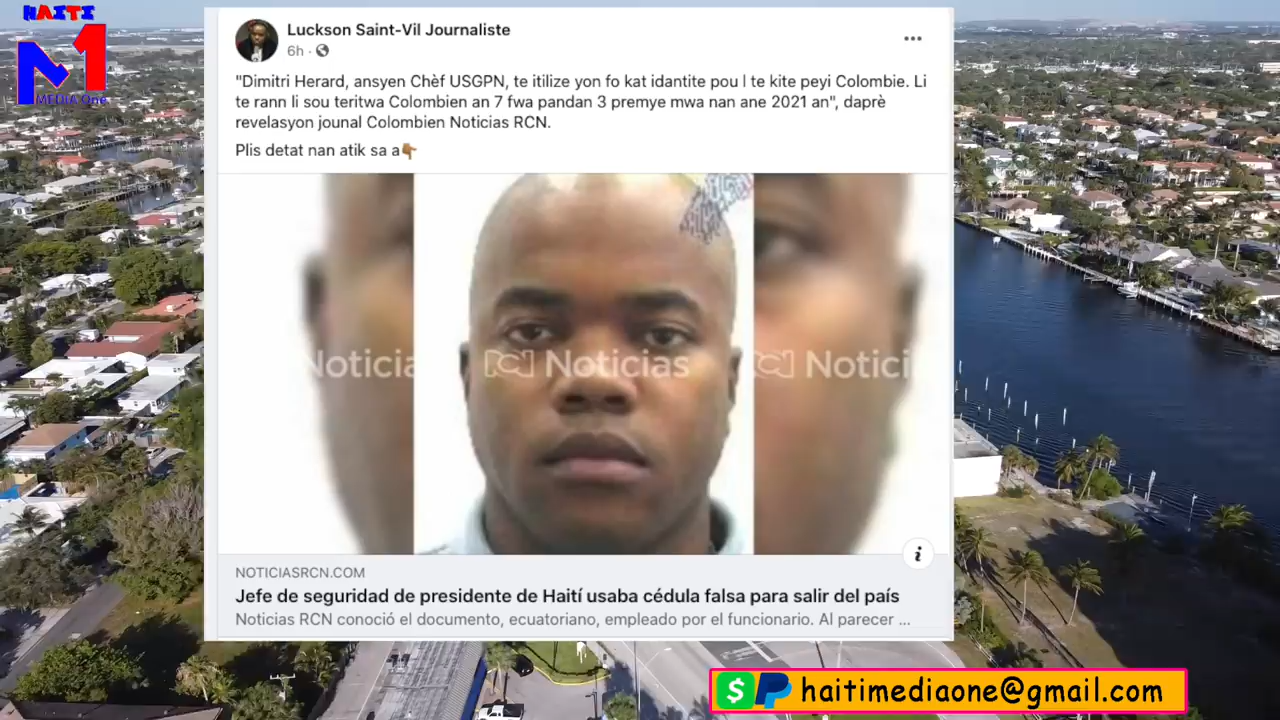 HAITI
M1
MEDiA One
Luckson Saint-Vil Journaliste
6h ·
"Dimitri Herard, ansyen Chèf USGPN, te itilize yon fo kat idantite pou l te kite peyi Colombie. Li
te rann li sou teritwa Colombien an 7 fwa pandan 3 premye mwa nan ane 2021 an", daprè
revelasyon jounal Colombien Noticias RCN.
Plis detat nan atik sa a👇🏾
Noticia
Noticias
Notici
NOTICIASRCN.COM
Jefe de seguridad de presidente de Haití usaba cédula falsa para salir del país
Noticias RCN conoció el documento, ecuatoriano, empleado por el funcionario. Al parecer ...
haitimediaone@gmail.com